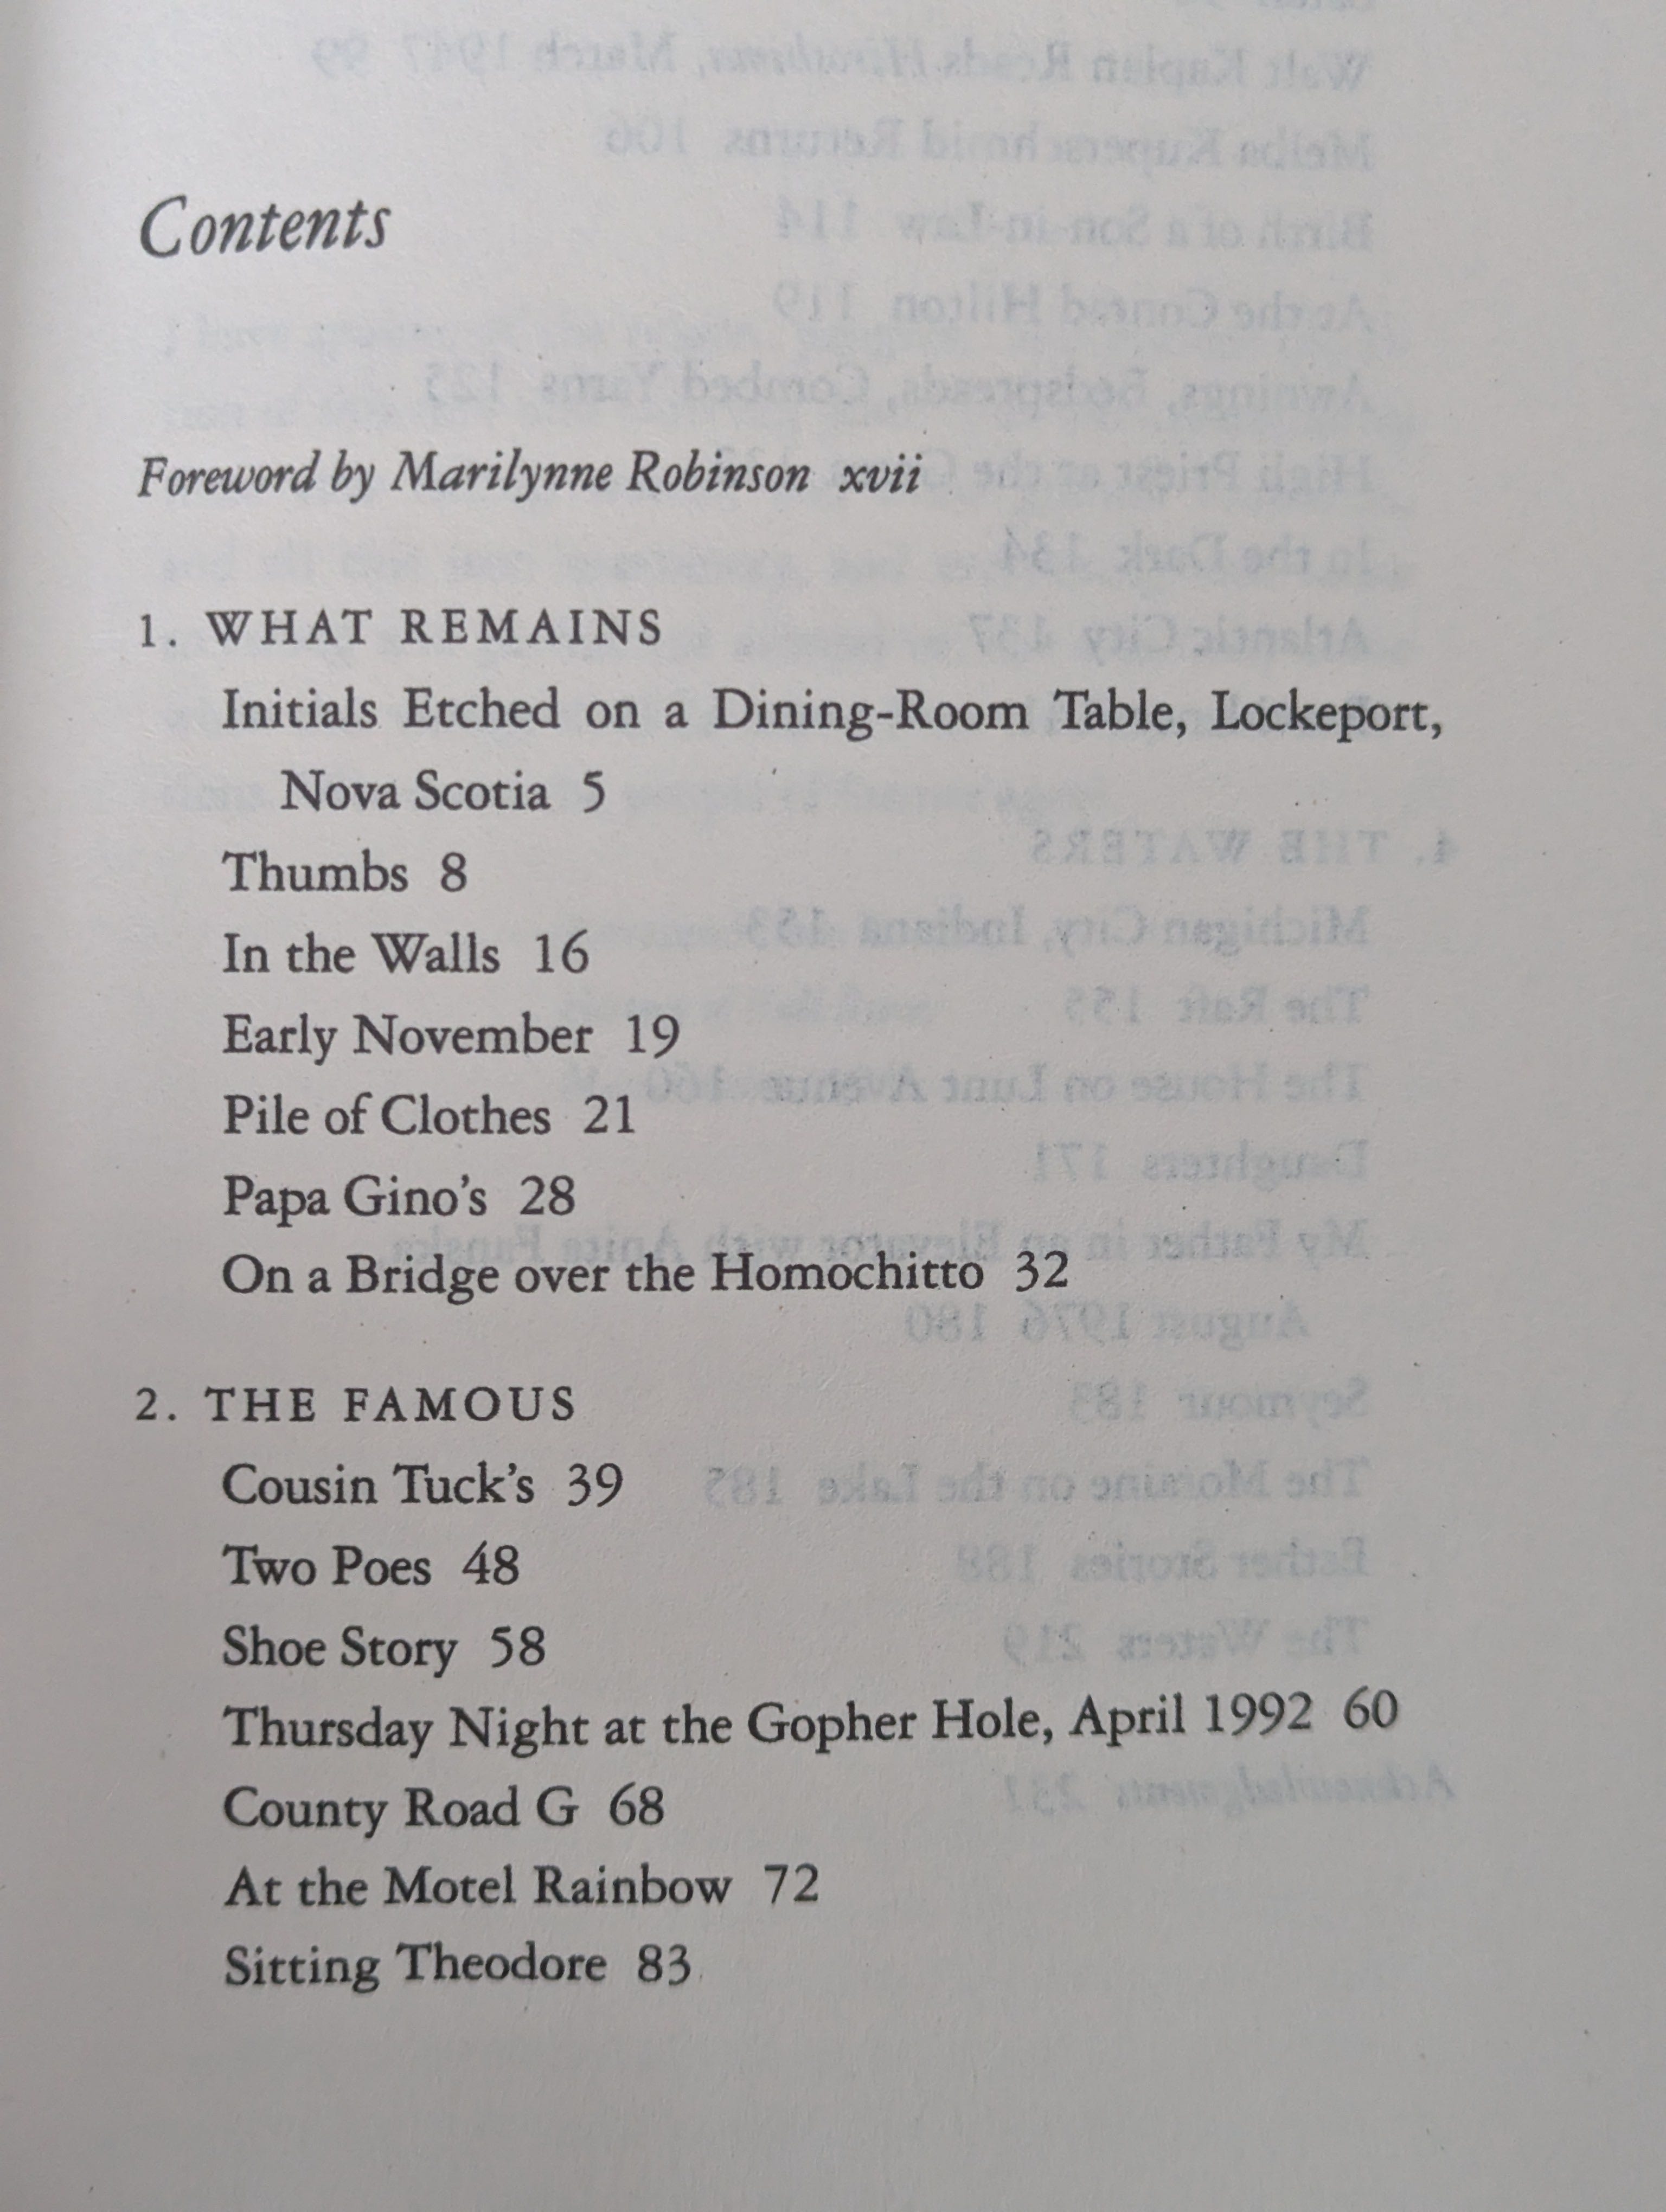 Contents
Foreword by Marilynne Robinson xvii
1. WHAT REMAINS
Initials Etched on a Dining-Room Table, Lockeport,
Nova Scotia 5
Thumbs 8
In the Walls 16
Early November 19
Pile of Clothes 21
Papa Gino's 28
On a Bridge over the Homochitto 32
2. THE FAMOUS
Cousin Tuck's 39
Two Poes 48
Shoe Story 58
Thursday Night at the Gopher Hole, April 1992 60
County Road G 68
At the Motel Rainbow 72
Sitting Theodore 83